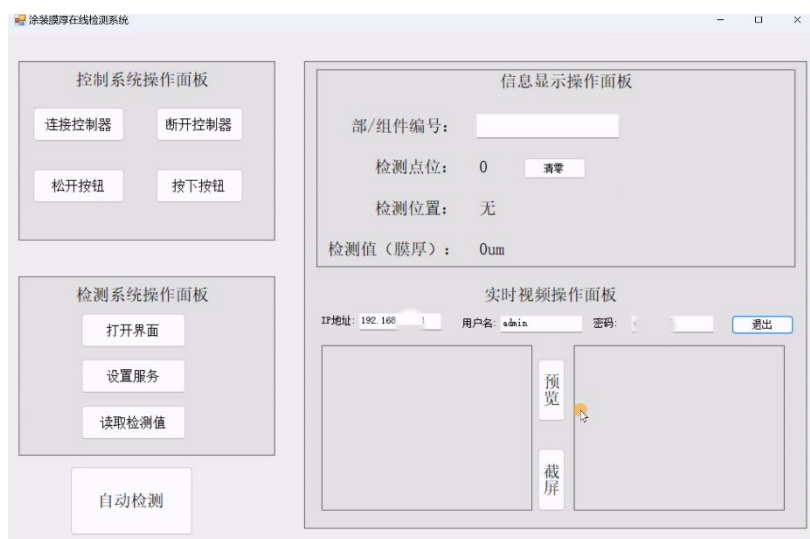 涂装膜厚在线检测系统
控制系统操作面板
连接控制器 断开控制器
松开按钮 按下按钮
检测系统操作面板
打开界面
设置服务
读取检测值
自动检测
信息显示操作面板
部/组件编号：
检测点位： 0 清零
检测位置： 无
检测值（膜厚）： 0um
实时视频操作面板
IP地址: 192.168 1 用户名: admin 密码: 退出
预览
截屏